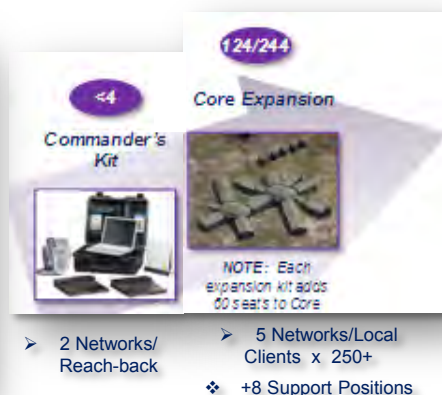 <4
Commander's
Kit
➢ 2 Networks/
Reach-back
124/244
Core Expansion
NOTE: Each
expansion kit adds
60 seats to Core
➢ 5 Networks/Local
Clients x 250+
❖ +8 Support Positions